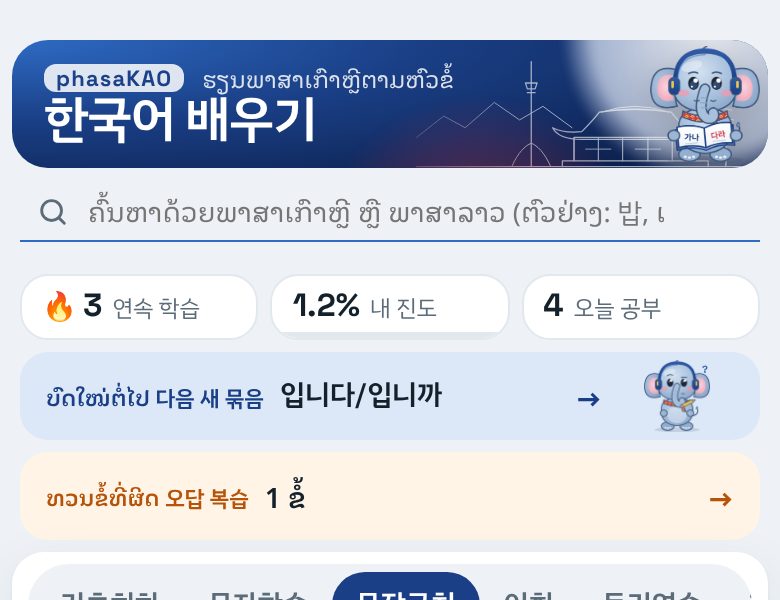 phasaKAO ຮຽນພາສາເກົາຫຼີຕາມຫົວຂໍ້
한국어 배우기
가나 다라
ຄົ້ນຫາດ້ວຍພາສາເກົາຫຼີ ຫຼື ພາສາລາວ (ຕົວຢ່າງ: 밥, ເ
🔥 3 연속 학습
1.2% 내 진도
4 오늘 공부
ບົດໃໝ່ຕໍ່ໄປ 다음 새 묶음 입니다/입니까 →
ທວນຂໍ້ທີ່ຜິດ 오답 복습 1 ຂໍ້ →